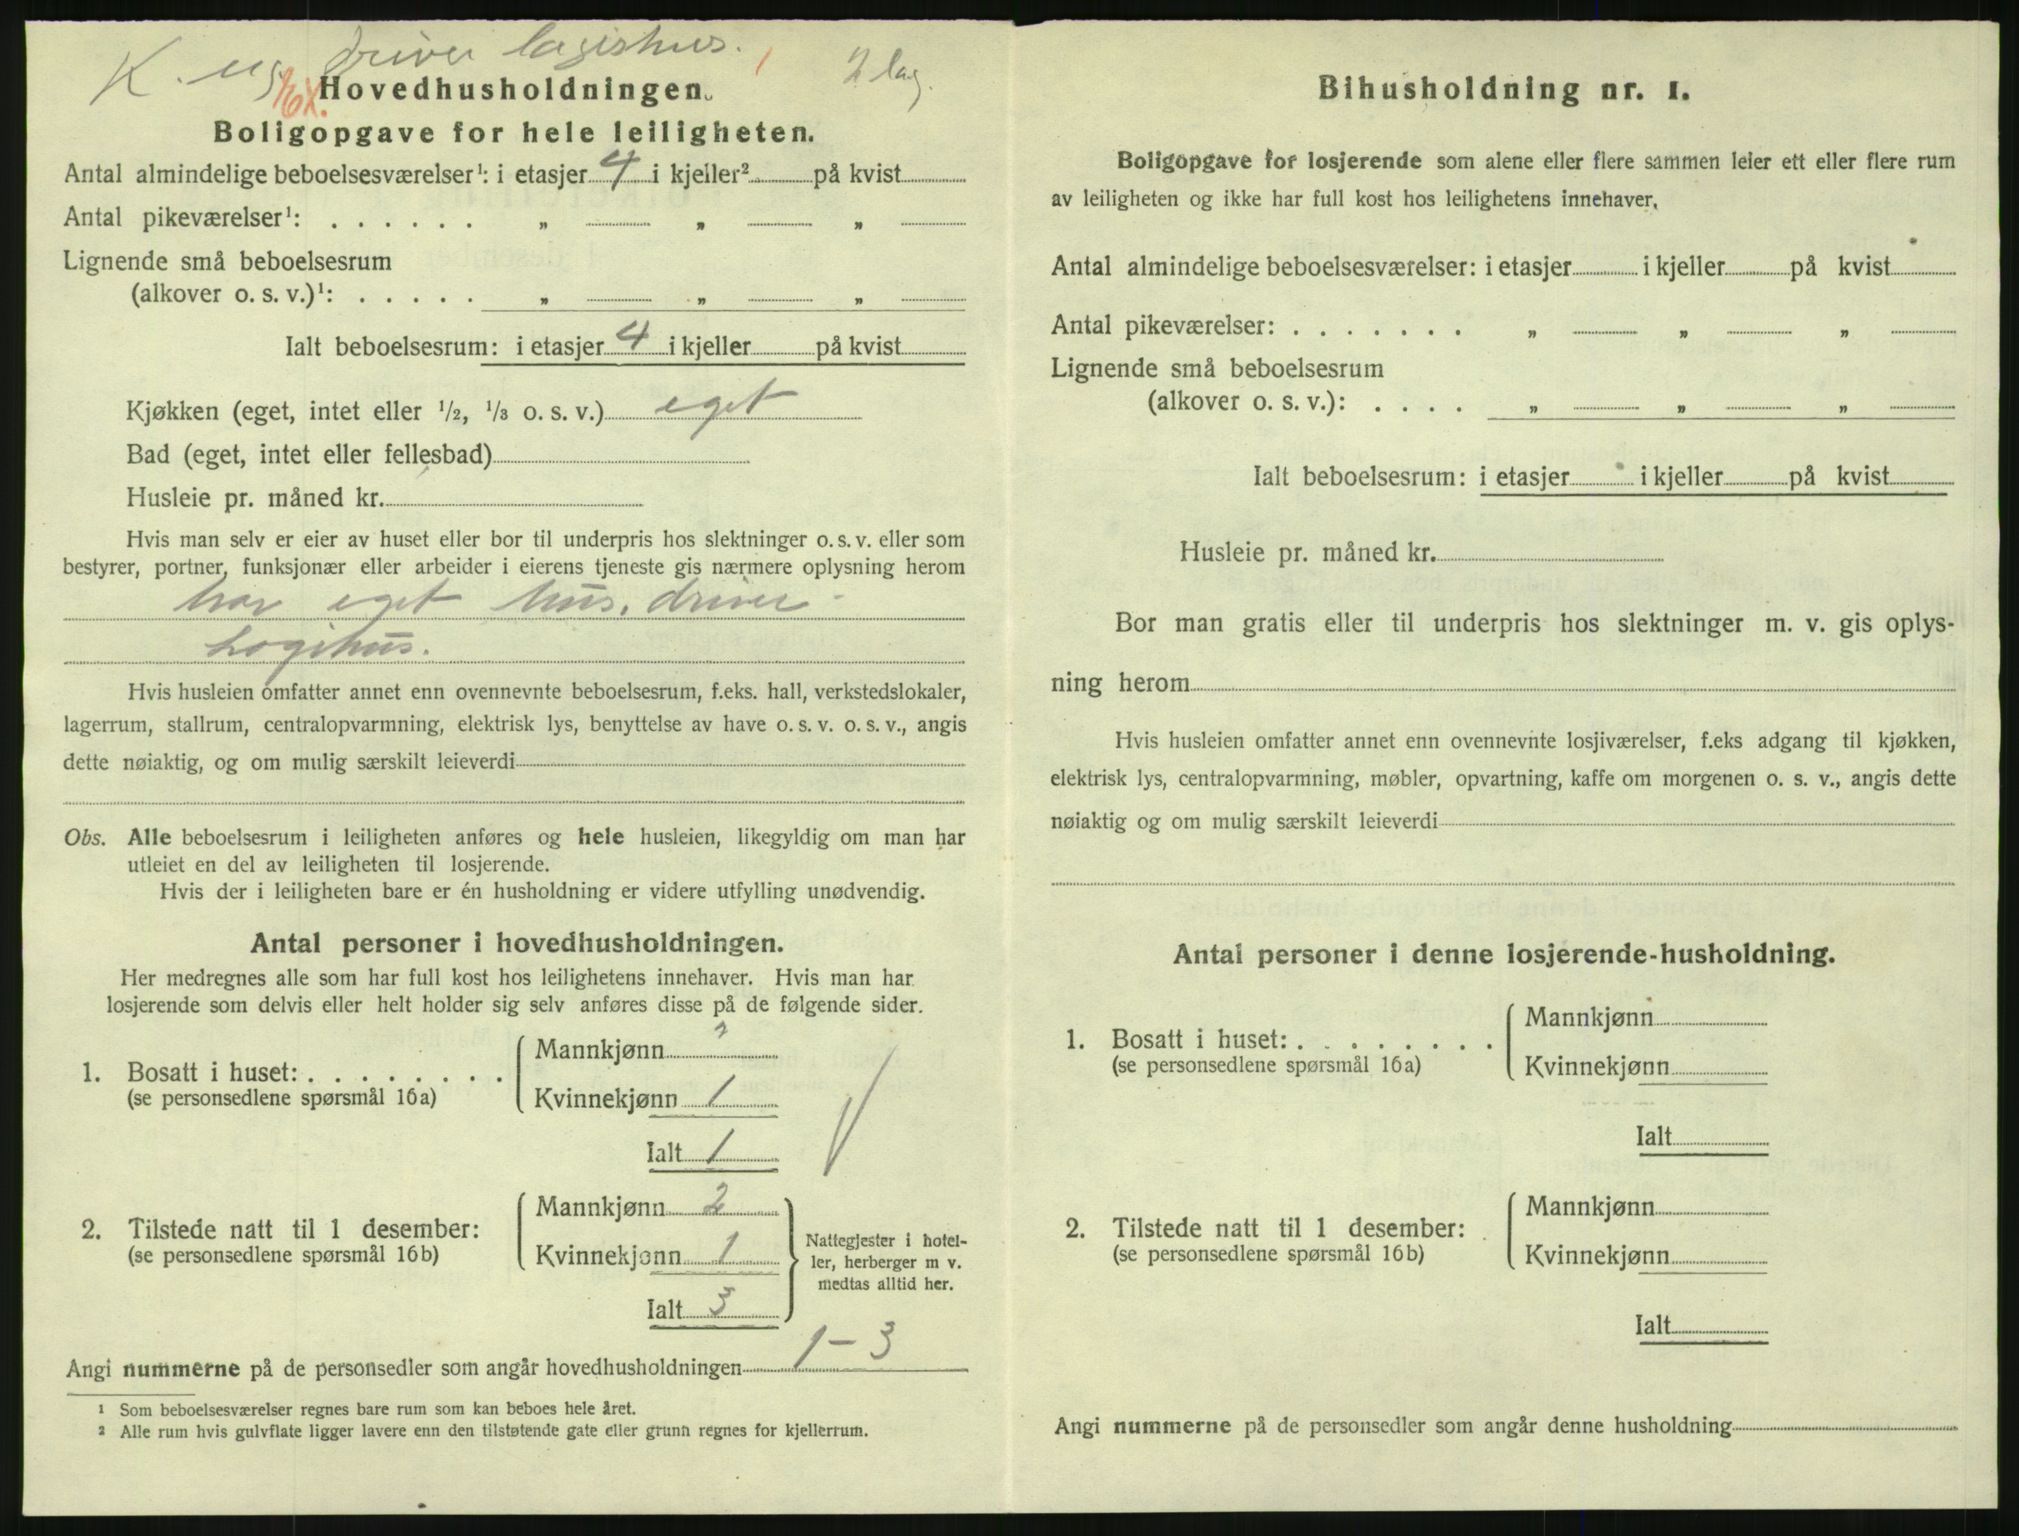 driver logishus.
K. ug. 2 log.
Hovedhusholdningen.
Boligopgave for hele leiligheten.
Antal almindelige beboelsesværelser¹: i etasjer 4 i kjeller² på kvist
Antal pikeværelser¹: . . . . . . „ „ „
Lignende små beboelsesrum
(alkover o. s. v.)¹: . . . . . „ „ „
Ialt beboelsesrum: i etasjer 4 i kjeller på kvist
Kjøkken (eget, intet eller 1/2, 1/3 o. s. v.) eget
Bad (eget, intet eller fellesbad)
Husleie pr. måned kr.
Hvis man selv er eier av huset eller bor til underpris hos slektninger o. s. v. eller som
bestyrer, portner, funksjonær eller arbeider i eierens tjeneste gis nærmere oplysning herom
har eget hus, driver
Logihus.
Hvis husleien omfatter annet enn ovennevnte beboelsesrum, f.eks. hall, verkstedslokaler,
lagerrum, stallrum, centralopvarmning, elektrisk lys, benyttelse av have o. s. v. o. s. v., angis
dette nøiaktig, og om mulig særskilt leieverdi
Obs. Alle beboelsesrum i leiligheten anføres og hele husleien, likegyldig om man har
utleiet en del av leiligheten til losjerende.
Hvis der i leiligheten bare er én husholdning er videre utfylling unødvendig.
Antal personer i hovedhusholdningen.
Her medregnes alle som har full kost hos leilighetens innehaver. Hvis man har
losjerende som delvis eller helt holder sig selv anføres disse på de følgende sider.
1. Bosatt i huset: . . . . . . . . Mannkjønn
(se personsedlene spørsmål 16a) Kvinnekjønn 1
Ialt 1
2. Tilstede natt til 1 desember: Mannkjønn 2
(se personsedlene spørsmål 16b) Kvinnekjønn 1
Ialt 3
Nattegjester i hotel-
ler, herberger m v.
medtas alltid her.
Angi nummerne på de personsedler som angår hovedhusholdningen 1-3
¹ Som beboelsesværelser regnes bare rum som kan beboes hele året.
² Alle rum hvis gulvflate ligger lavere enn den tilstøtende gate eller grunn regnes for kjellerrum.
Bihusholdning nr. 1.
Boligopgave for losjerende som alene eller flere sammen leier ett eller flere rum
av leiligheten og ikke har full kost hos leilighetens innehaver.
Antal almindelige beboelsesværelser: i etasjer i kjeller på kvist
Antal pikeværelser: . . . . . . . „ „ „
Lignende små beboelsesrum
(alkover o. s. v.): . . . . „ „ „
Ialt beboelsesrum: i etasjer i kjeller på kvist
Husleie pr. måned kr.
Bor man gratis eller til underpris hos slektninger m. v. gis oplys-
ning herom
Hvis husleien omfatter annet enn ovennevnte losjiværelser, f.eks adgang til kjøkken,
elektrisk lys, centralopvarmning, møbler, opvartning, kaffe om morgenen o. s. v., angis dette
nøiaktig og om mulig særskilt leieverdi
Antal personer i denne losjerende-husholdning.
1. Bosatt i huset: . . . . . . . . Mannkjønn
(se personsedlene spørsmål 16a) Kvinnekjønn
Ialt
2. Tilstede natt til 1 desember: Mannkjønn
(se personsedlene spørsmål 16b) Kvinnekjønn
Ialt
Angi nummerne på de personsedler som angår denne husholdning